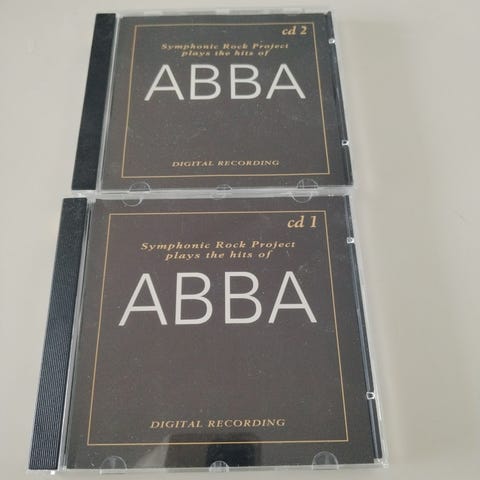 cd 2
Symphonic Rock Project
plays the hits of
ABBA
DIGITAL RECORDING
cd 1
Symphonic Rock Project
plays the hits of
ABBA
DIGITAL RECORDING